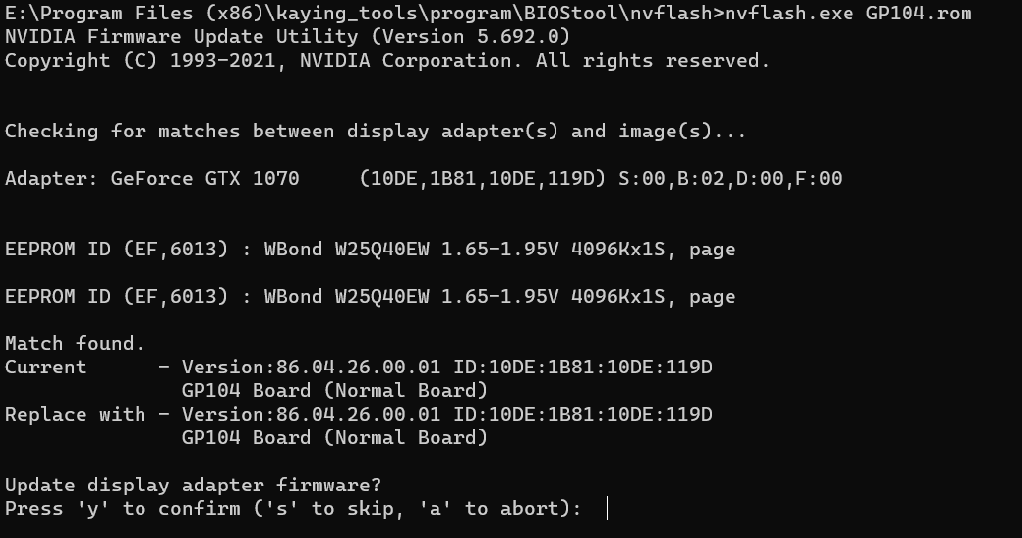 E:\Program Files (x86)\kaying_tools\program\BIOStool\nvflash>nvflash.exe GP104.rom
NVIDIA Firmware Update Utility (Version 5.692.0)
Copyright (C) 1993-2021, NVIDIA Corporation. All rights reserved.
Checking for matches between display adapter(s) and image(s)...
Adapter: GeForce GTX 1070     (10DE,1B81,10DE,119D) S:00,B:02,D:00,F:00
EEPROM ID (EF,6013) : WBond W25Q40EW 1.65-1.95V 4096Kx1S, page
EEPROM ID (EF,6013) : WBond W25Q40EW 1.65-1.95V 4096Kx1S, page
Match found.
Current      - Version:86.04.26.00.01 ID:10DE:1B81:10DE:119D
               GP104 Board (Normal Board)
Replace with - Version:86.04.26.00.01 ID:10DE:1B81:10DE:119D
               GP104 Board (Normal Board)
Update display adapter firmware?
Press 'y' to confirm ('s' to skip, 'a' to abort):